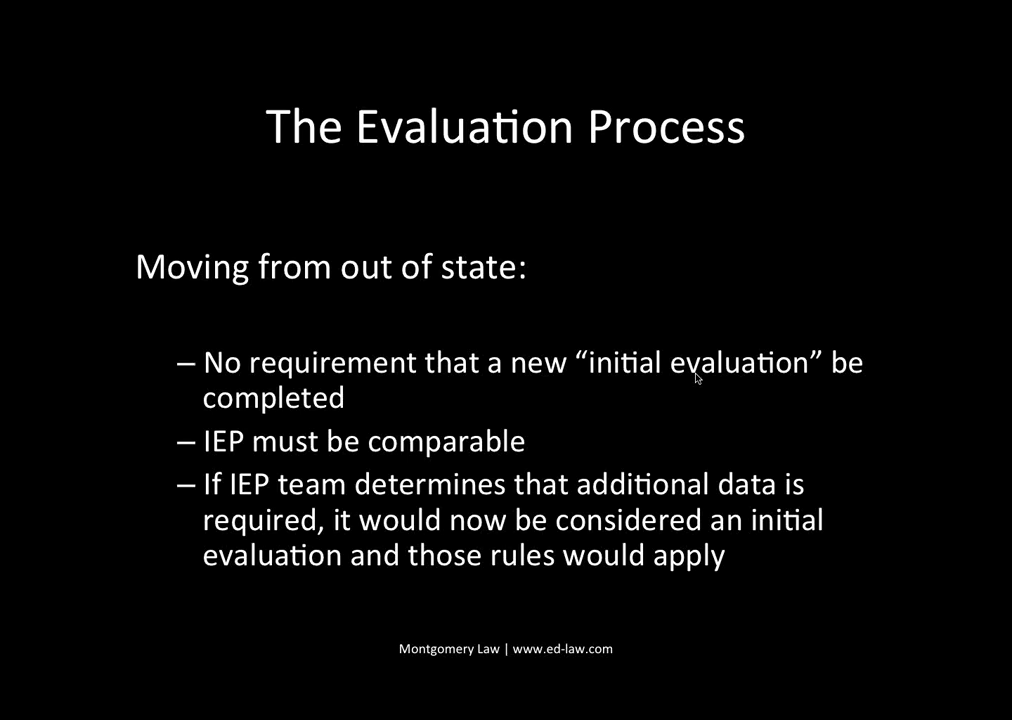 The Evaluation Process
Moving from out of state:
– No requirement that a new “initial evaluation” be
completed
– IEP must be comparable
– If IEP team determines that additional data is
required, it would now be considered an initial
evaluation and those rules would apply
Montgomery Law | www.ed-law.com